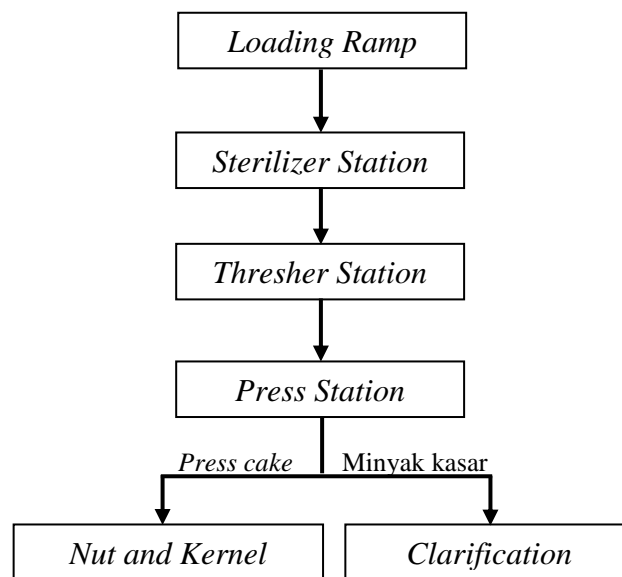 Loading Ramp
Sterilizer Station
Thresher Station
Press Station
Press cake Minyak kasar
Nut and Kernel Clarification